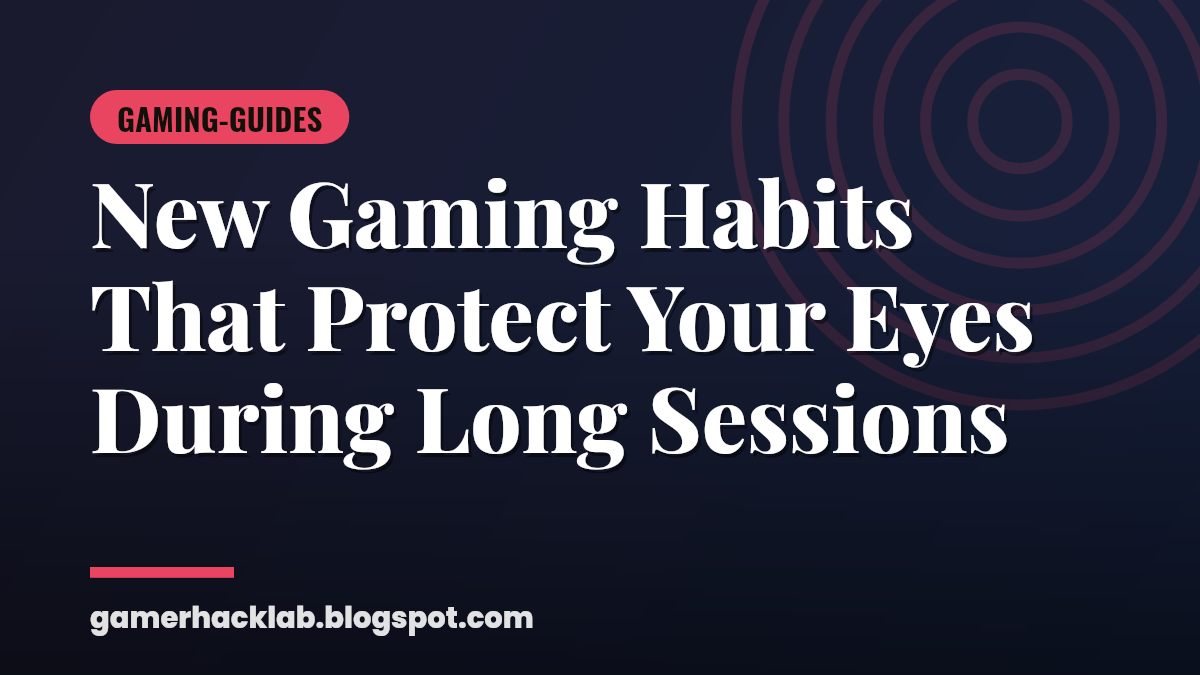 GAMING-GUIDES
New Gaming Habits
That Protect Your Eyes
During Long Sessions
gamerhacklab.blogspot.com